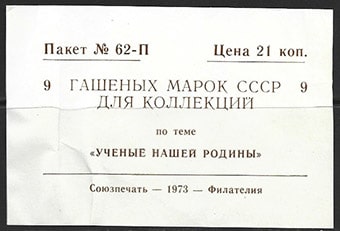 Пакет № 62-П Цена 21 коп.
9 ГАШЕНЫХ МАРОК СССР 9
ДЛЯ КОЛЛЕКЦИЙ
по теме
«УЧЕНЫЕ НАШЕЙ РОДИНЫ»
Союзпечать — 1973 — Филателия